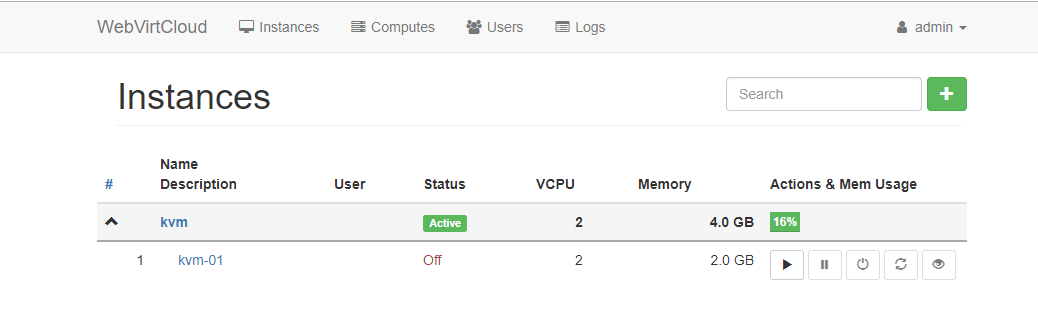 WebVirtCloud Instances Computes Users Logs admin
Instances
Search
Name
# Description User Status VCPU Memory Actions & Mem Usage
kvm Active 2 4.0 GB 16%
1 kvm-01 Off 2 2.0 GB